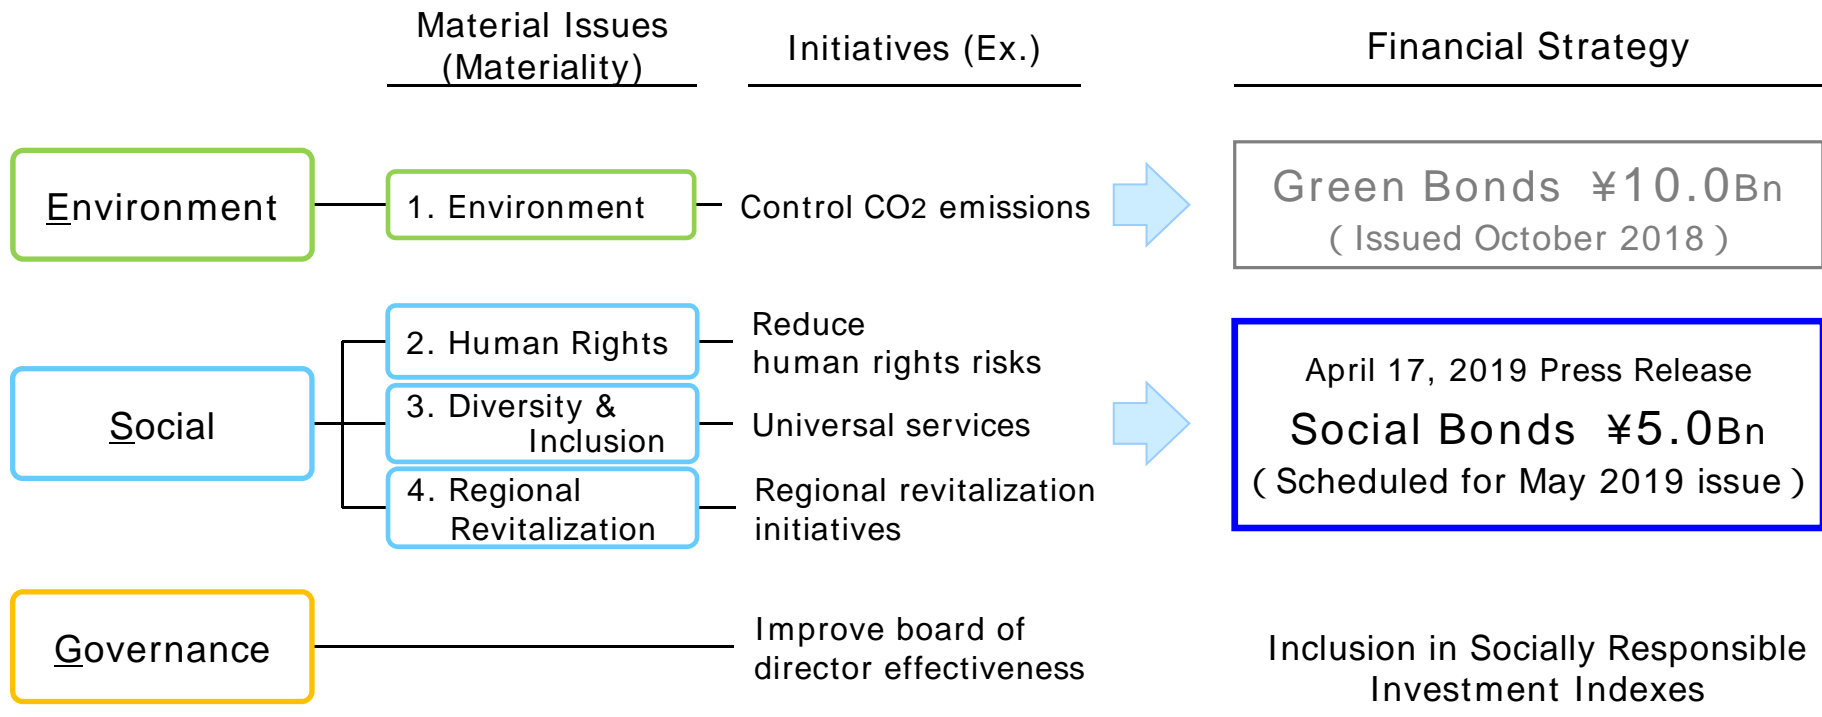 Material Issues
(Materiality)
Initiatives (Ex.)
Financial Strategy
Environment
1. Environment
Control CO2 emissions
Green Bonds ¥10.0Bn
(Issued October 2018)
Social
2. Human Rights
Reduce
human rights risks
3. Diversity &
Inclusion
Universal services
4. Regional
Revitalization
Regional revitalization
initiatives
April 17, 2019 Press Release
Social Bonds ¥5.0Bn
(Scheduled for May 2019 issue)
Governance
Improve board of
director effectiveness
Inclusion in Socially Responsible
Investment Indexes